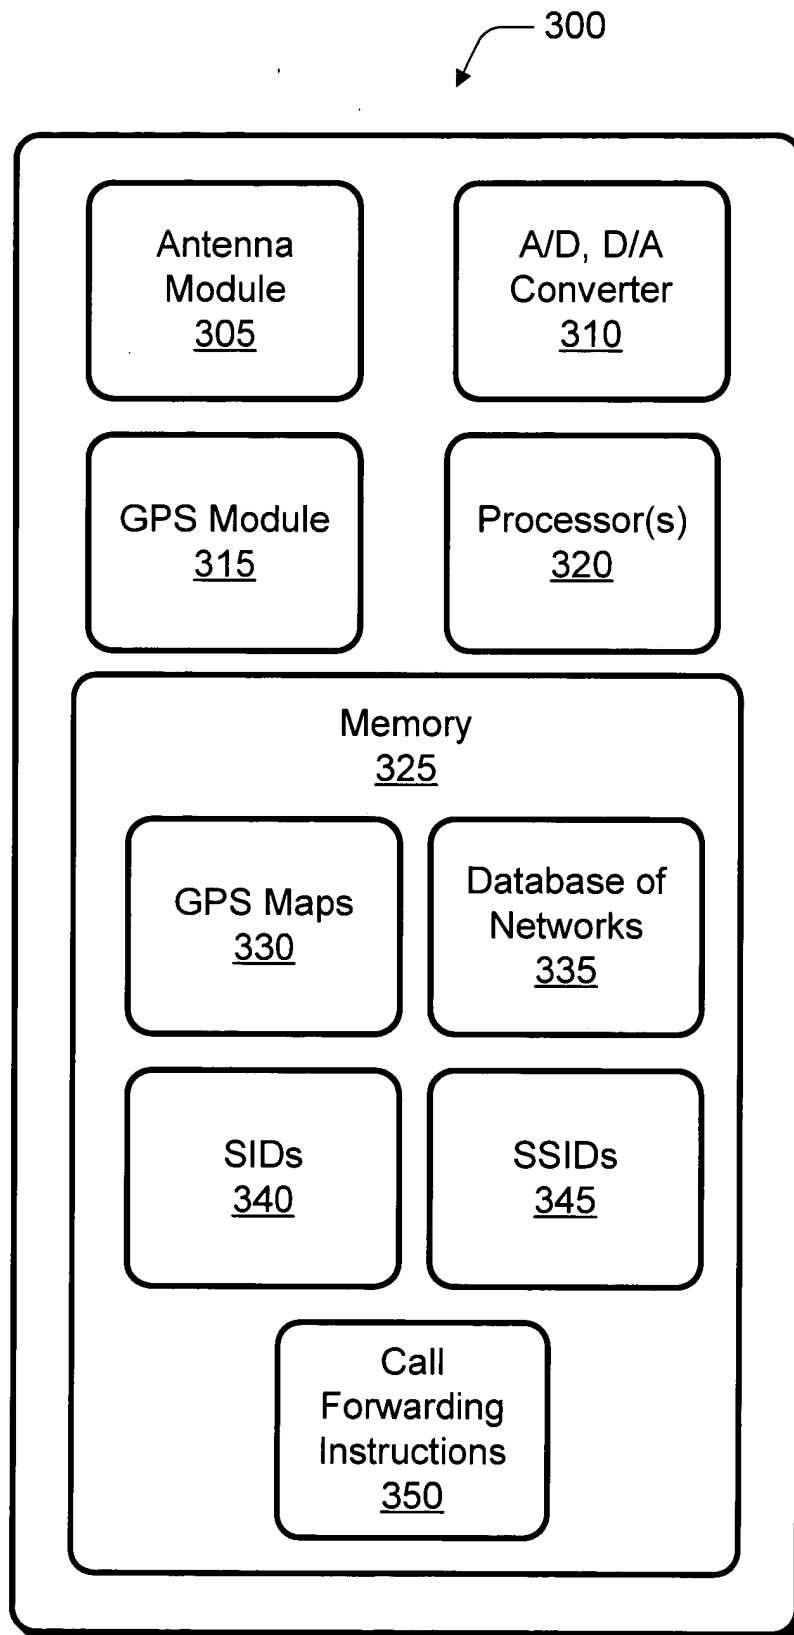 300
Antenna
Module
305
A/D, D/A
Converter
310
GPS Module
315
Processor(s)
320
Memory
325
GPS Maps
330
Database of
Networks
335
SIDs
340
SSIDs
345
Call
Forwarding
Instructions
350